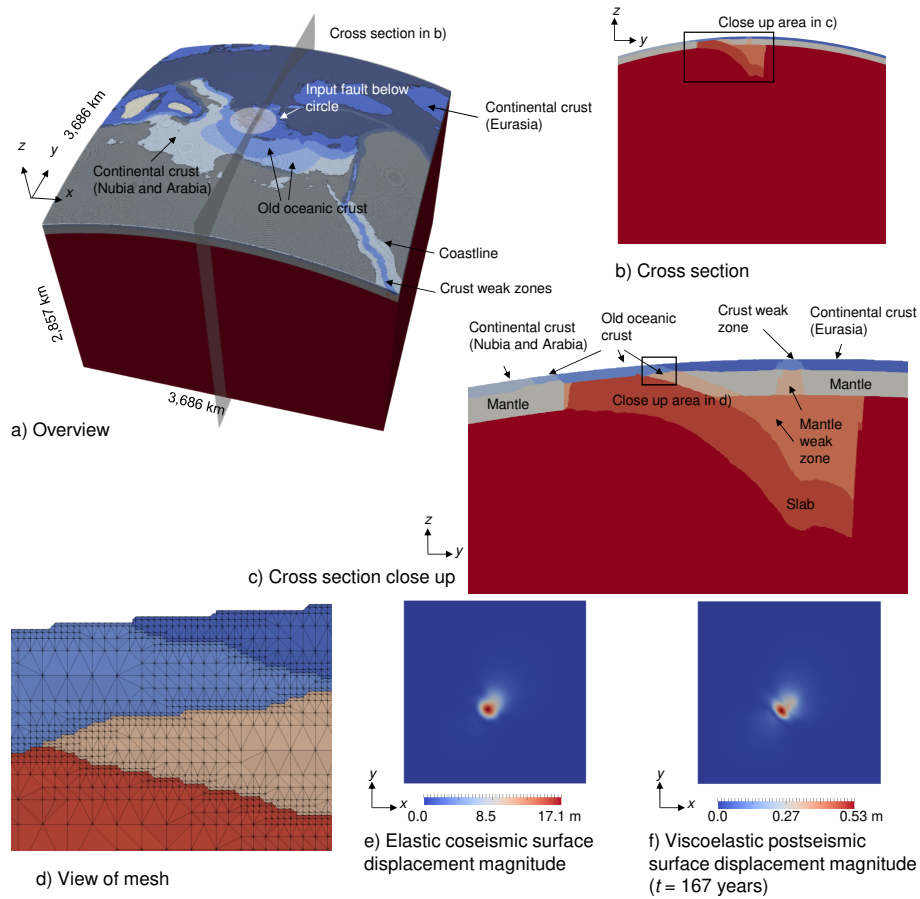 Cross section in b)
Input fault below
circle
3,686 km
Continental crust
(Eurasia)
z
y
x
Continental crust
(Nubia and Arabia)
Old oceanic crust
Coastline
Crust weak zones
2,857 km
3,686 km
a) Overview
z
y
Close up area in c)
b) Cross section
Continental crust
(Nubia and Arabia)
Old oceanic
crust
Crust weak
zone
Continental crust
(Eurasia)
Mantle
Close up area in d)
Mantle
Mantle
weak
zone
Slab
z
y
c) Cross section close up
d) View of mesh
y
x
0.0 8.5 17.1 m
e) Elastic coseismic surface
displacement magnitude
y
x
0.0 0.27 0.53 m
f) Viscoelastic postseismic
surface displacement magnitude
(t = 167 years)